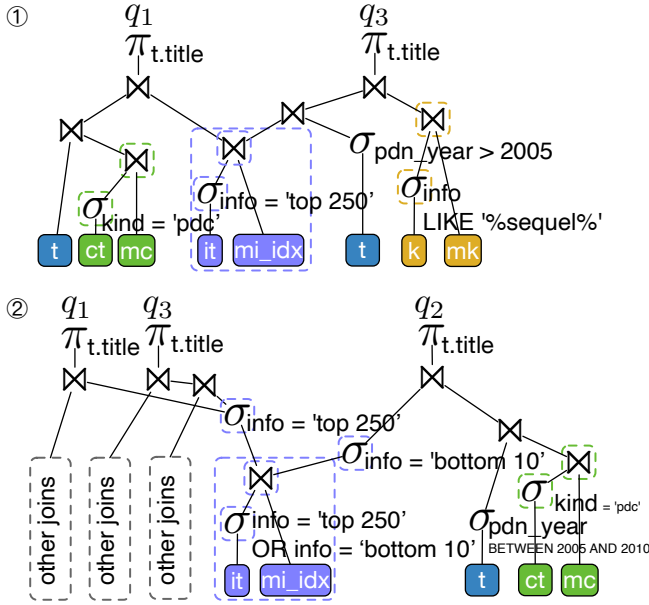 ①
q1 q3
π t.title π t.title
⋈ ⋈
⋈ ⋈ ⋈ ⋈ ⋈
σ pdn_year > 2005
σ kind = 'pdc’ σ info = 'top 250’ σ info
LIKE '%sequel%'
t ct mc it mi_idx t k mk
②
q1 q3 q2
π t.title π t.title π t.title
⋈ ⋈ ⋈ ⋈
σ info = 'top 250’
⋈
σ info = 'bottom 10’
⋈ ⋈
σ kind = 'pdc’
other joins
other joins
other joins
σ info = 'top 250’
OR info = ‘bottom 10’
σ pdn_year
BETWEEN 2005 AND 2010
it mi_idx t ct mc